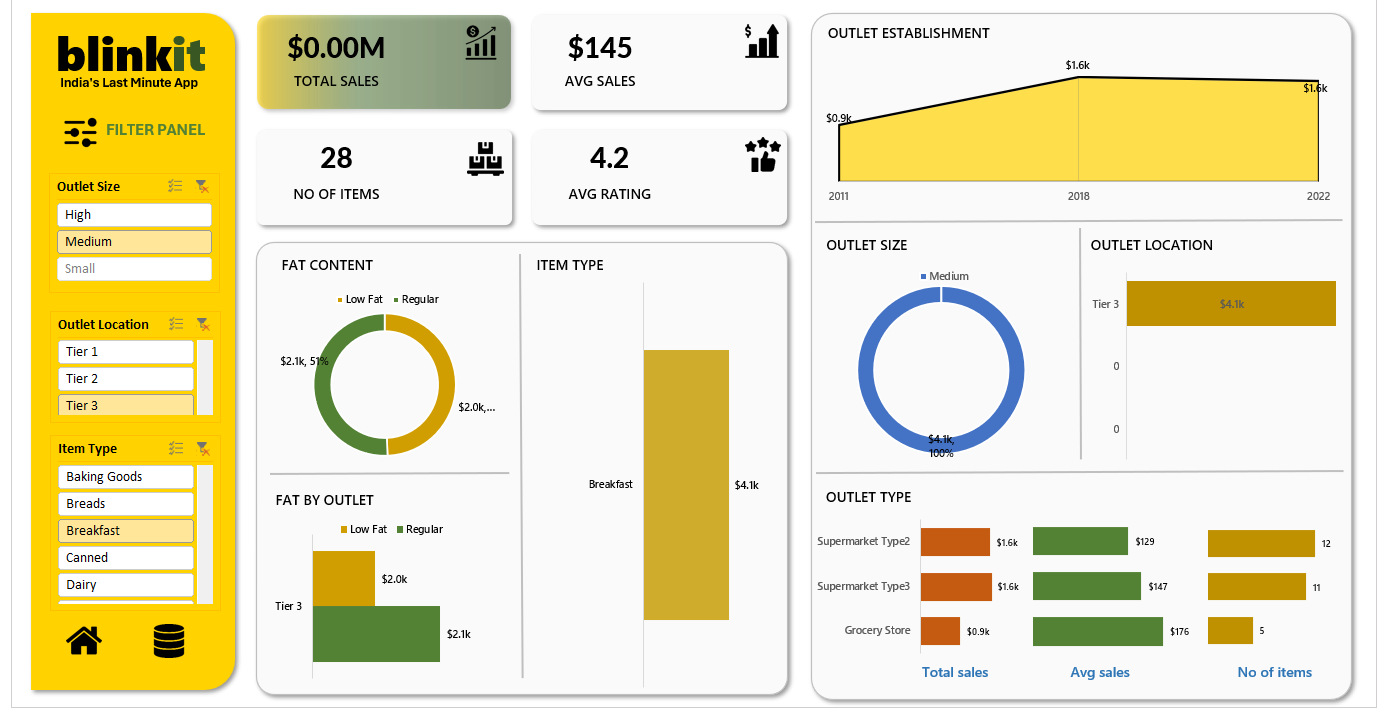 blinkit
India's Last Minute App
FILTER PANEL
Outlet Size
High
Medium
Small
Outlet Location
Tier 1
Tier 2
Tier 3
Item Type
Baking Goods
Breads
Breakfast
Canned
Dairy
$0.00M
TOTAL SALES
$
$145
AVG SALES
$
28
NO OF ITEMS
4.2
AVG RATING
FAT CONTENT
Low Fat Regular
$2.1k, 51%
$2.0k,...
FAT BY OUTLET
Low Fat Regular
Tier 3
$2.0k
$2.1k
ITEM TYPE
Breakfast
$4.1k
OUTLET ESTABLISHMENT
$0.9k
$1.6k
$1.6k
2011 2018 2022
OUTLET SIZE
Medium
$4.1k,
100%
OUTLET LOCATION
Tier 3 $4.1k
0
0
OUTLET TYPE
Supermarket Type2 $1.6k $129 12
Supermarket Type3 $1.6k $147 11
Grocery Store $0.9k $176 5
Total sales Avg sales No of items